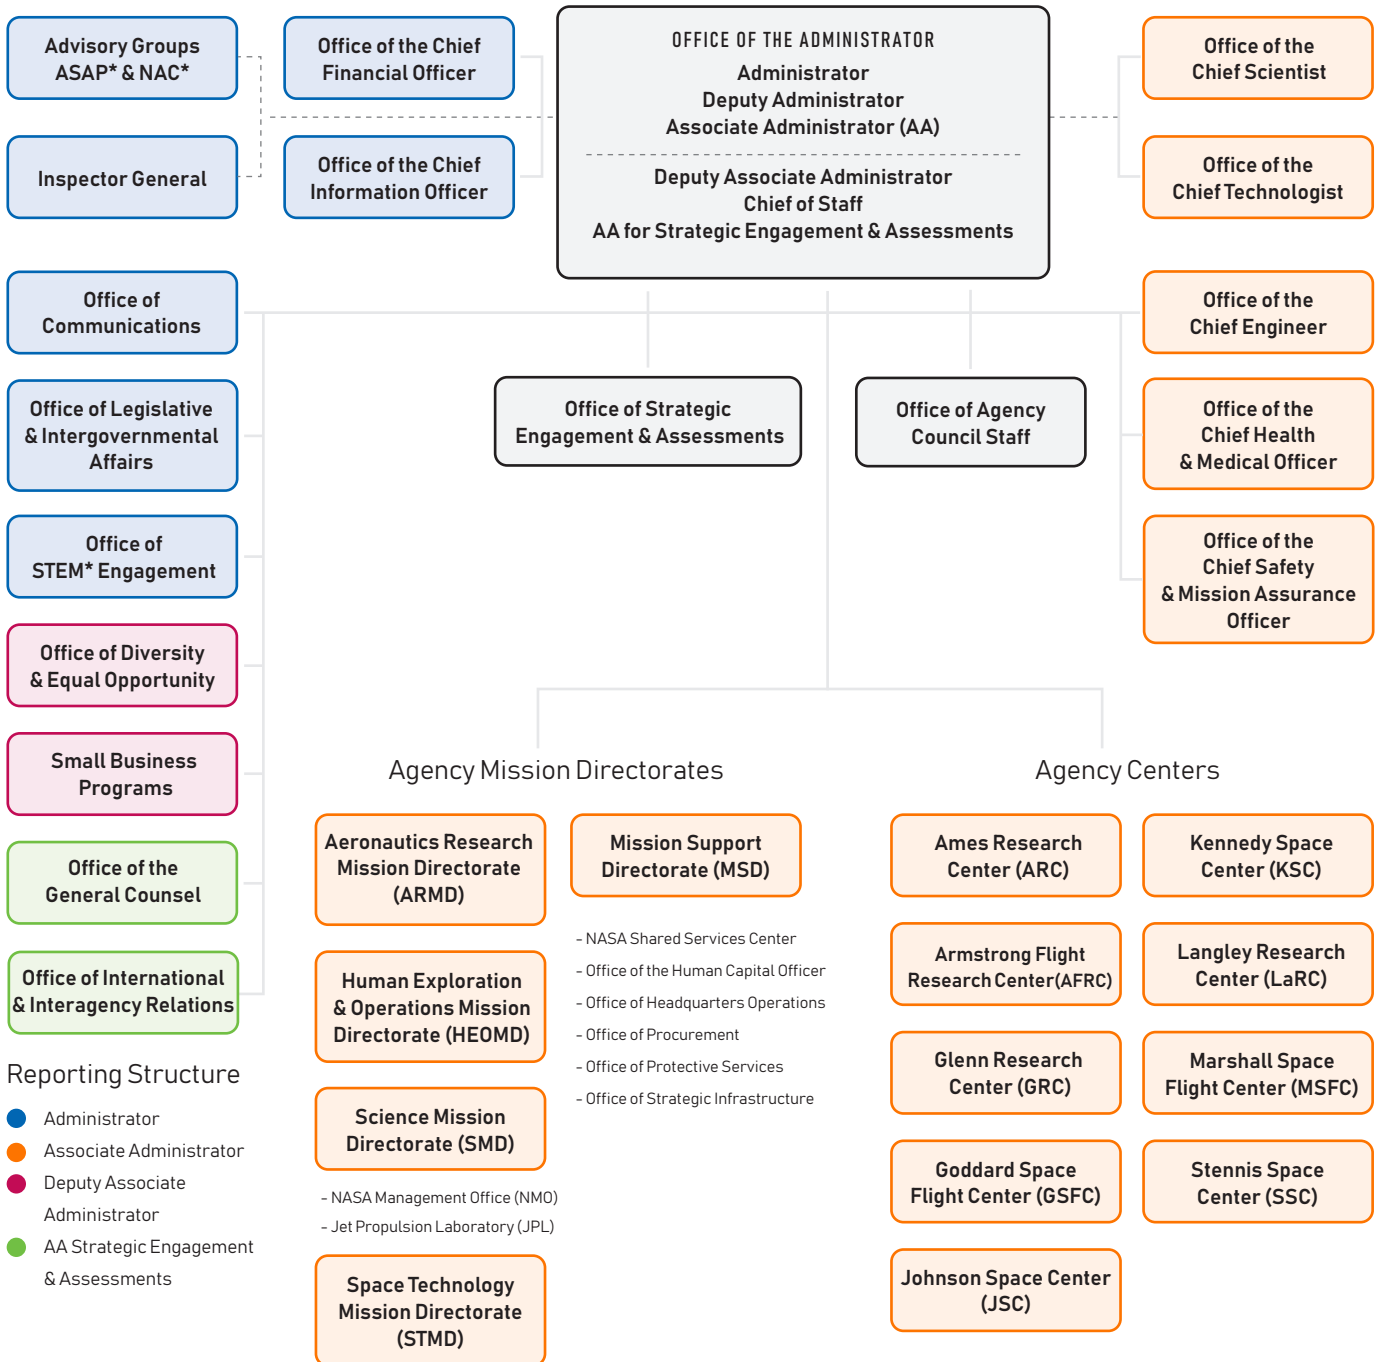 Advisory Groups
ASAP* & NAC*
Office of the Chief
Financial Officer
OFFICE OF THE ADMINISTRATOR
Administrator
Deputy Administrator
Associate Administrator (AA)
Deputy Associate Administrator
Chief of Staff
AA for Strategic Engagement & Assessments
Office of the
Chief Scientist
Inspector General
Office of the Chief
Information Officer
Office of the
Chief Technologist
Office of
Communications
Office of the
Chief Engineer
Office of Legislative
& Intergovernmental
Affairs
Office of Strategic
Engagement & Assessments
Office of Agency
Council Staff
Office of the
Chief Health
& Medical Officer
Office of
STEM* Engagement
Office of the
Chief Safety
& Mission Assurance
Officer
Office of Diversity
& Equal Opportunity
Small Business
Programs
Office of the
General Counsel
Office of International
& Interagency Relations
Reporting Structure
Administrator
Associate Administrator
Deputy Associate
Administrator
AA Strategic Engagement
& Assessments
Agency Mission Directorates
Aeronautics Research
Mission Directorate
(ARMD)
Human Exploration
& Operations Mission
Directorate (HEOMD)
Science Mission
Directorate (SMD)
- NASA Management Office (NMO)
- Jet Propulsion Laboratory (JPL)
Space Technology
Mission Directorate
(STMD)
Mission Support
Directorate (MSD)
- NASA Shared Services Center
- Office of the Human Capital Officer
- Office of Headquarters Operations
- Office of Procurement
- Office of Protective Services
- Office of Strategic Infrastructure
Agency Centers
Ames Research
Center (ARC)
Armstrong Flight
Research Center(AFRC)
Glenn Research
Center (GRC)
Goddard Space
Flight Center (GSFC)
Johnson Space Center
(JSC)
Kennedy Space
Center (KSC)
Langley Research
Center (LaRC)
Marshall Space
Flight Center (MSFC)
Stennis Space
Center (SSC)